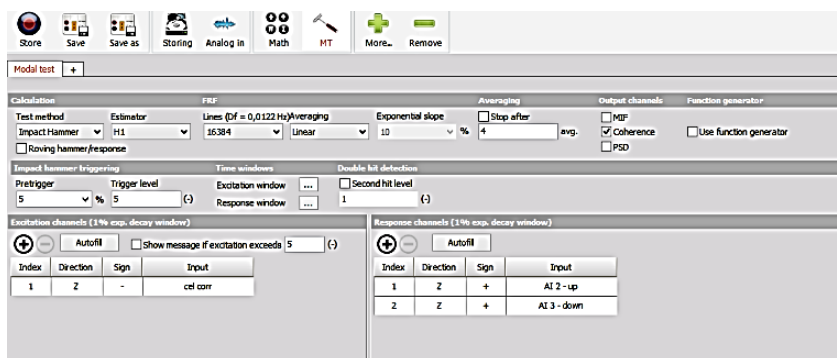 Store Save Save as Storing Analog in Math MT More... Remove
Modal test +
Calculation FRF Averaging Output channels Function generator
Test method Estimator Lines (Df = 0,0122 Hz) Averaging Exponential slope Stop after MIF
Impact Hammer H1 16384 Linear 10 % 4 avg. Coherence Use function generator
Roving hammer/response PSD
Impact hammer triggering Time windows Double hit detection
Pretrigger Trigger level Excitation window ... Second hit level
5 % 5 (-) Response window ... 1 (-)
Excitation channels (1% exp. decay window) Response channels (1% exp. decay window)
Autofill Show message if excitation exceeds 5 (-) Autofill
Index Direction Sign Input Index Direction Sign Input
1 Z - cel corr 1 Z + AI 2 - up
2 Z + AI 3 - down